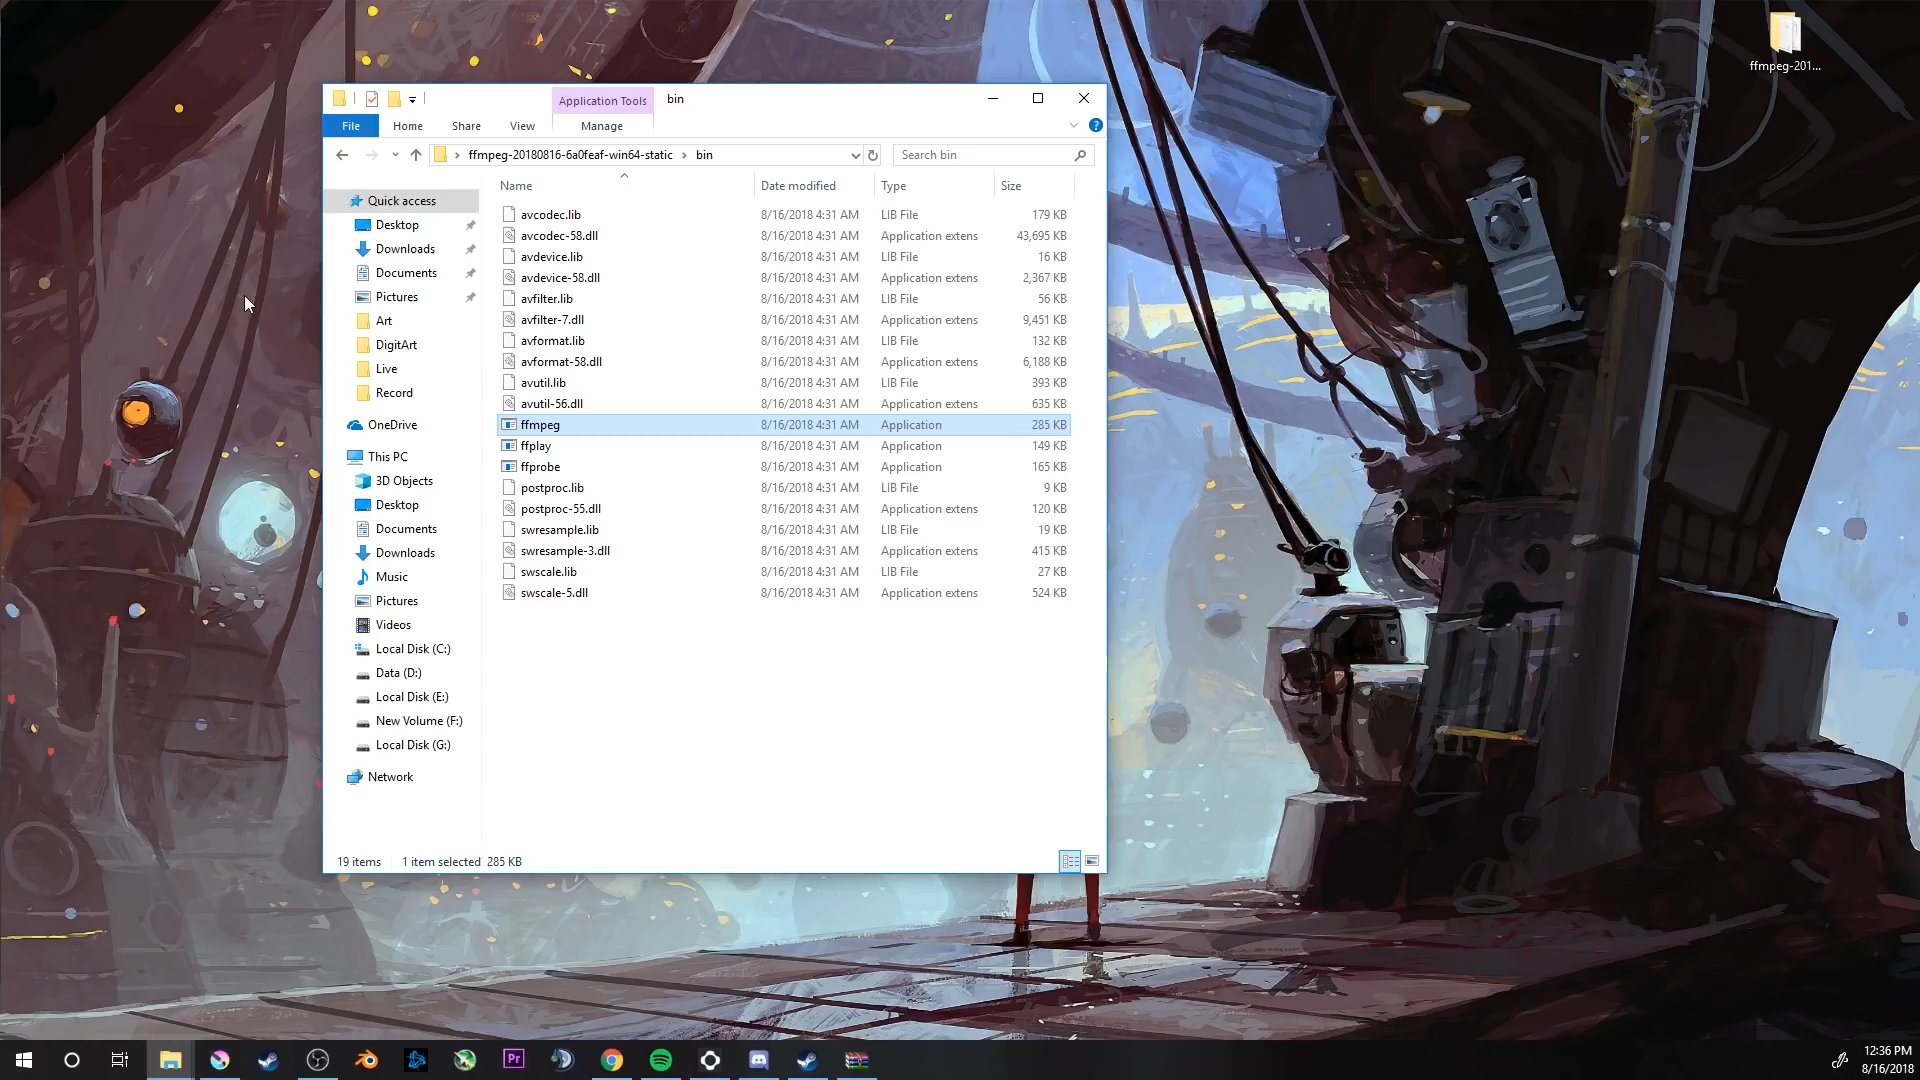 ffmpeg-201...
Application Tools
bin
File
Home
Share
View
Manage
ffmpeg-20180816-6a0feaf-win64-static > bin
Search bin
Name
Date modified
Type
Size
Quick access
Desktop
Downloads
Documents
Pictures
Art
DigitArt
Live
Record
OneDrive
This PC
3D Objects
Desktop
Documents
Downloads
Music
Pictures
Videos
Local Disk (C:)
Data (D:)
Local Disk (E:)
New Volume (F:)
Local Disk (G:)
Network
avcodec.lib 8/16/2018 4:31 AM LIB File 179 KB
avcodec-58.dll 8/16/2018 4:31 AM Application extens 43,695 KB
avdevice.lib 8/16/2018 4:31 AM LIB File 16 KB
avdevice-58.dll 8/16/2018 4:31 AM Application extens 2,367 KB
avfilter.lib 8/16/2018 4:31 AM LIB File 56 KB
avfilter-7.dll 8/16/2018 4:31 AM Application extens 9,451 KB
avformat.lib 8/16/2018 4:31 AM LIB File 132 KB
avformat-58.dll 8/16/2018 4:31 AM Application extens 6,188 KB
avutil.lib 8/16/2018 4:31 AM LIB File 393 KB
avutil-56.dll 8/16/2018 4:31 AM Application extens 635 KB
ffmpeg 8/16/2018 4:31 AM Application 285 KB
ffplay 8/16/2018 4:31 AM Application 149 KB
ffprobe 8/16/2018 4:31 AM Application 165 KB
postproc.lib 8/16/2018 4:31 AM LIB File 9 KB
postproc-55.dll 8/16/2018 4:31 AM Application extens 120 KB
swresample.lib 8/16/2018 4:31 AM LIB File 19 KB
swresample-3.dll 8/16/2018 4:31 AM Application extens 415 KB
swscale.lib 8/16/2018 4:31 AM LIB File 27 KB
swscale-5.dll 8/16/2018 4:31 AM Application extens 524 KB
19 items
1 item selected 285 KB
Pr
12:36 PM
8/16/2018